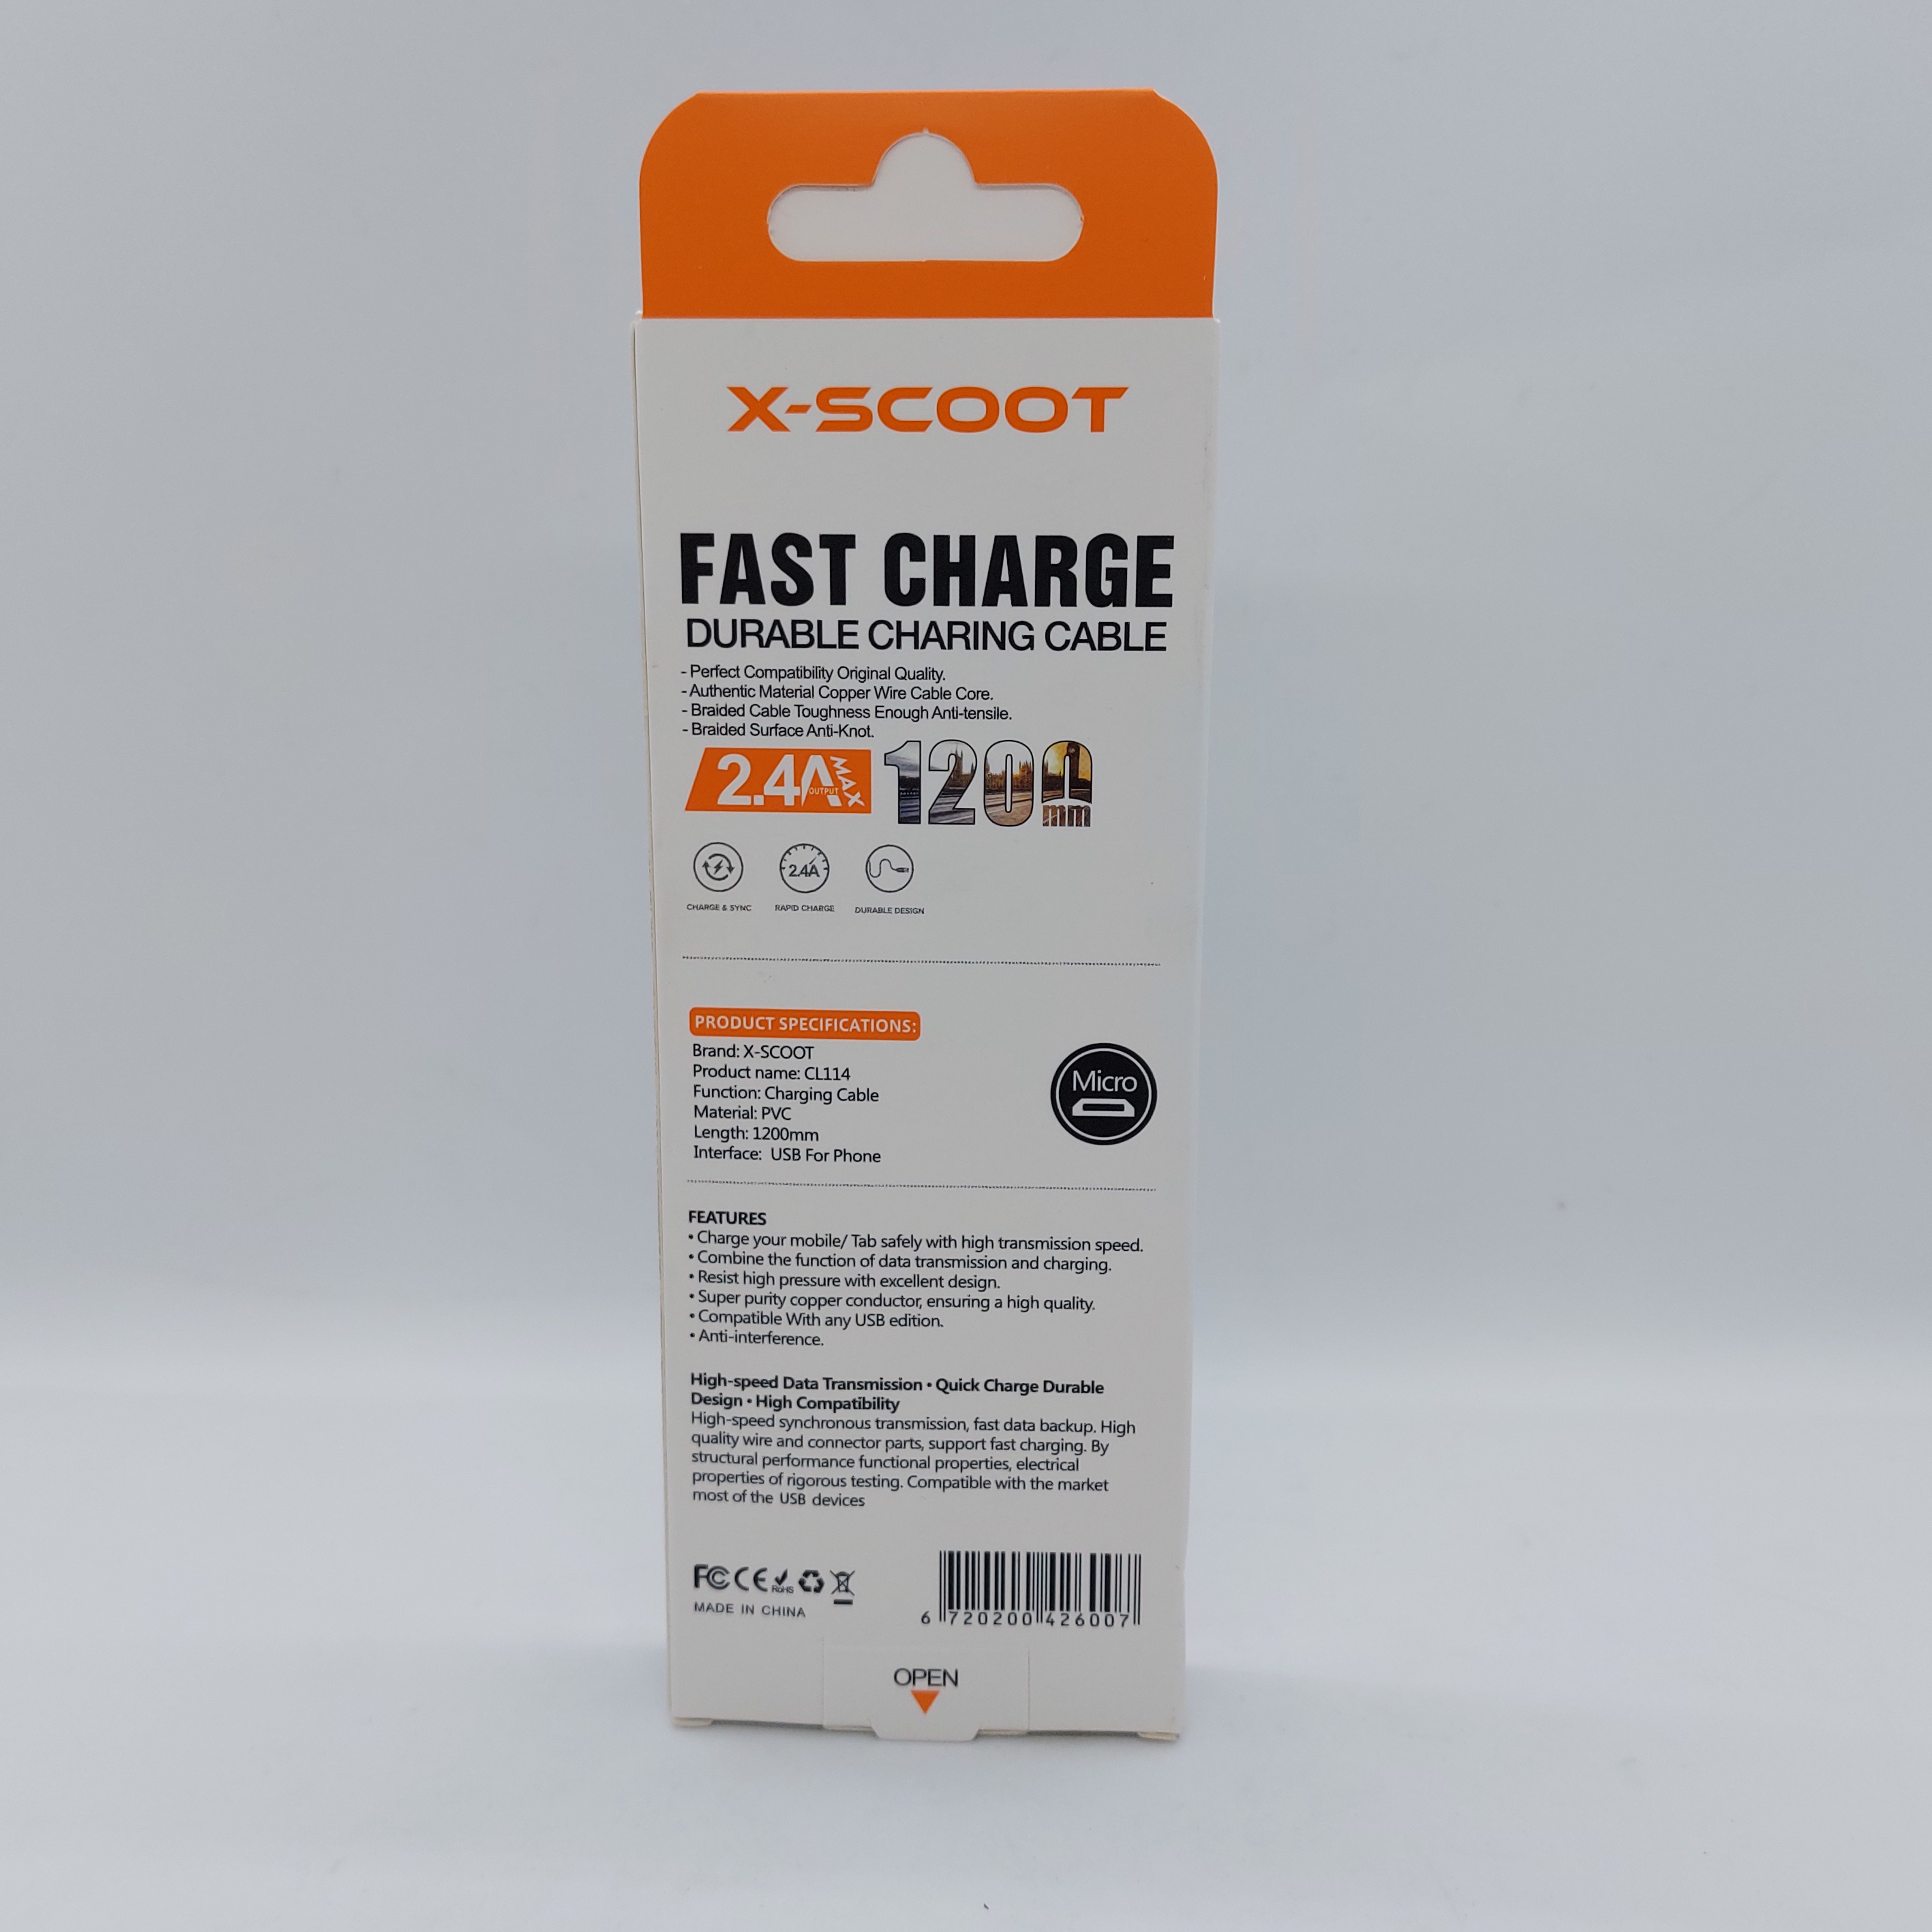 X-SCOOT
FAST CHARGE
DURABLE CHARING CABLE
- Perfect Compatibility Original Quality.
- Authentic Material Copper Wire Cable Core.
- Braided Cable Toughness Enough Anti-tensile.
- Braided Surface Anti-Knot.
2.4A OUTPUT MAX 1200 mm
2.4A
CHARGE & SYNC RAPID CHARGE DURABLE DESIGN
PRODUCT SPECIFICATIONS:
Brand: X-SCOOT
Product name: CL114
Function: Charging Cable
Material: PVC
Length: 1200mm
Interface: USB For Phone
Micro
FEATURES
• Charge your mobile/ Tab safely with high transmission speed.
• Combine the function of data transmission and charging.
• Resist high pressure with excellent design.
• Super purity copper conductor, ensuring a high quality.
• Compatible With any USB edition.
• Anti-interference.
High-speed Data Transmission • Quick Charge Durable
Design • High Compatibility
High-speed synchronous transmission, fast data backup. High
quality wire and connector parts, support fast charging. By
structural performance functional properties, electrical
properties of rigorous testing. Compatible with the market
most of the USB devices
FC CE RoHS
MADE IN CHINA
6 720200 426007
OPEN